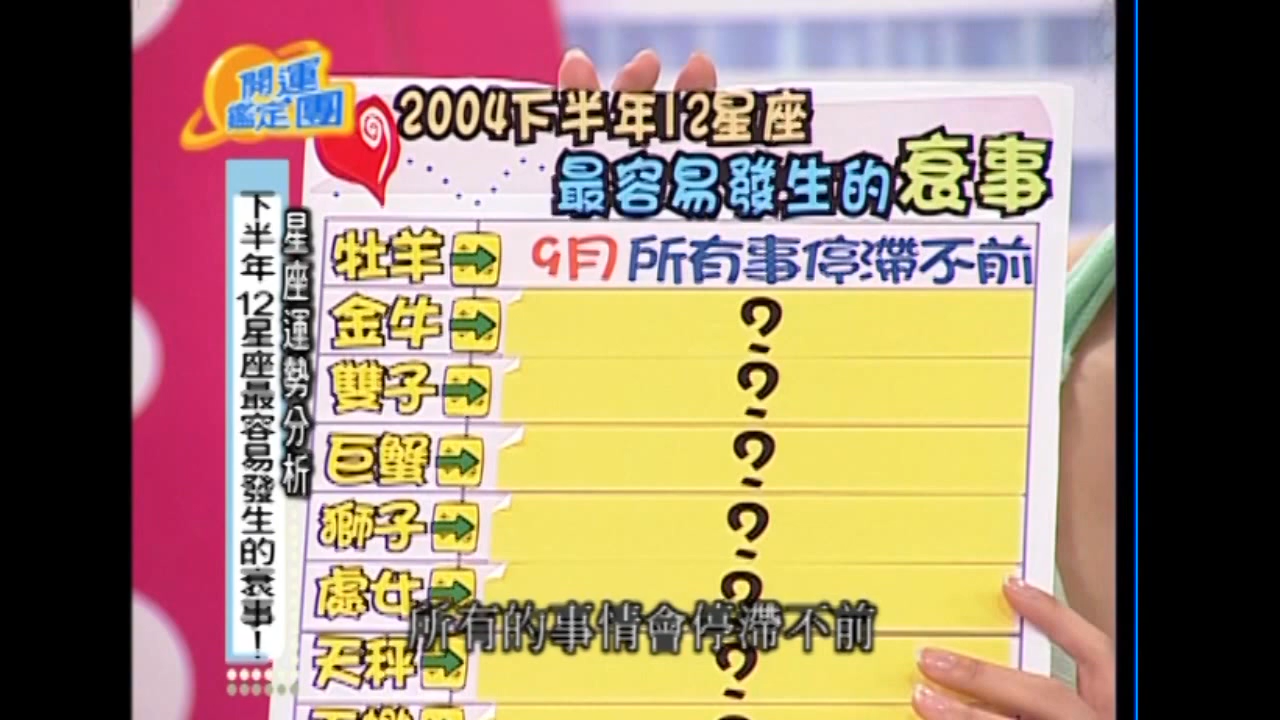 開運
鑑定團
2004下半年12星座
最容易發生的衰事
星座運勢分析
下半年12星座最容易發生的衰事!
牡羊 9月所有事停滯不前
金牛 ?
雙子 ?
巨蟹 ?
獅子 ?
處女 ?
天秤 ?
所有的事情會停滯不前